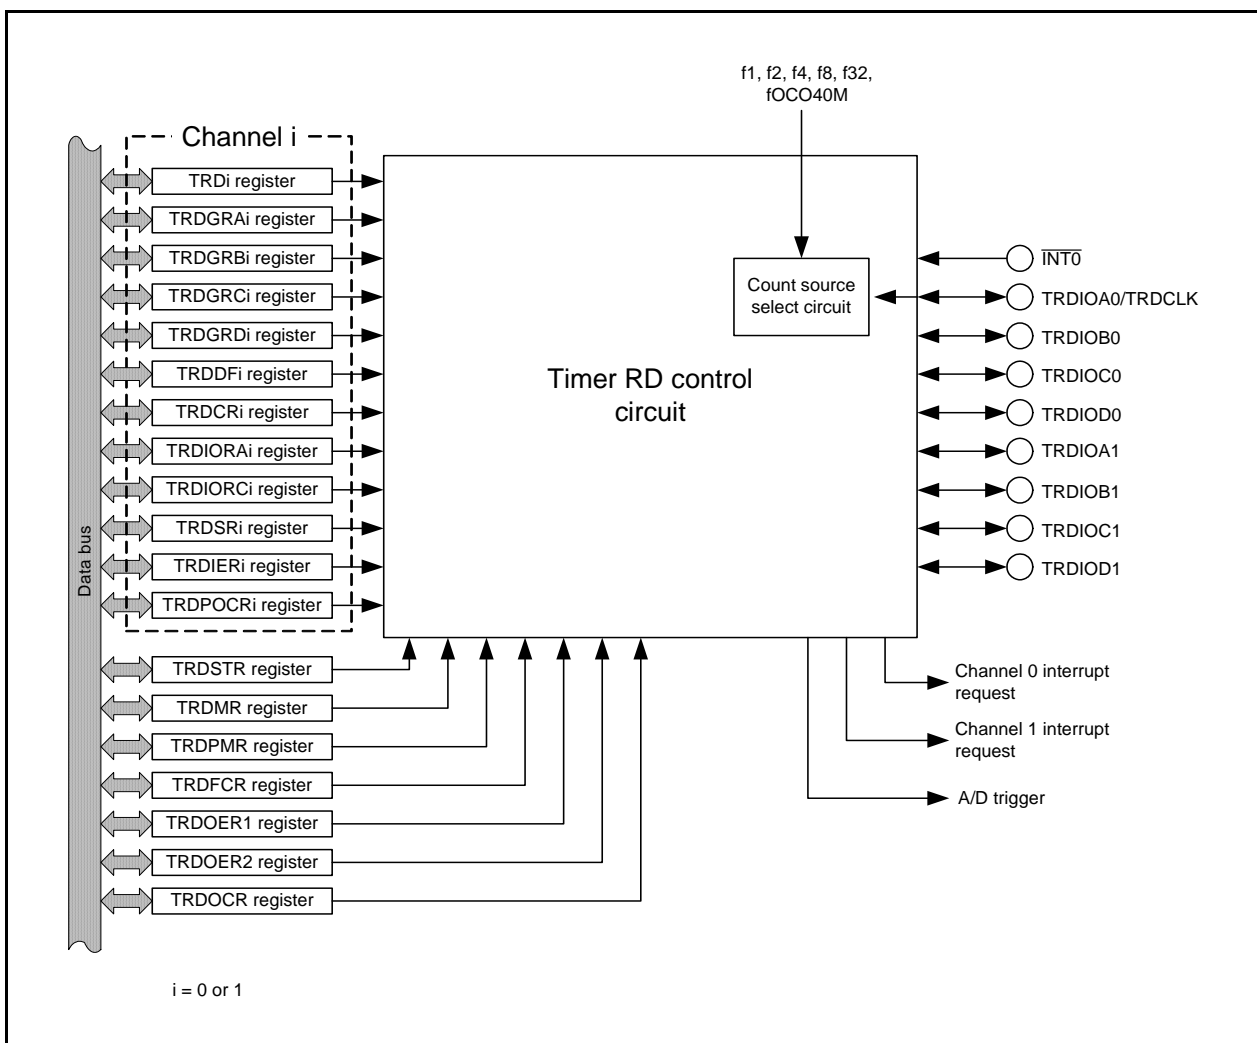 f1, f2, f4, f8, f32,
fOCO40M
Channel i
TRDi register
TRDGRAi register
TRDGRBi register
TRDGRCi register
TRDGRDi register
TRDDFi register
TRDCRi register
TRDIORAi register
TRDIORCi register
TRDSRi register
TRDIERi register
TRDPOCRi register
Data bus
TRDSTR register
TRDMR register
TRDPMR register
TRDFCR register
TRDOER1 register
TRDOER2 register
TRDOCR register
Timer RD control
circuit
Count source
select circuit
INT0
TRDIOA0/TRDCLK
TRDIOB0
TRDIOC0
TRDIOD0
TRDIOA1
TRDIOB1
TRDIOC1
TRDIOD1
Channel 0 interrupt
request
Channel 1 interrupt
request
A/D trigger
i = 0 or 1